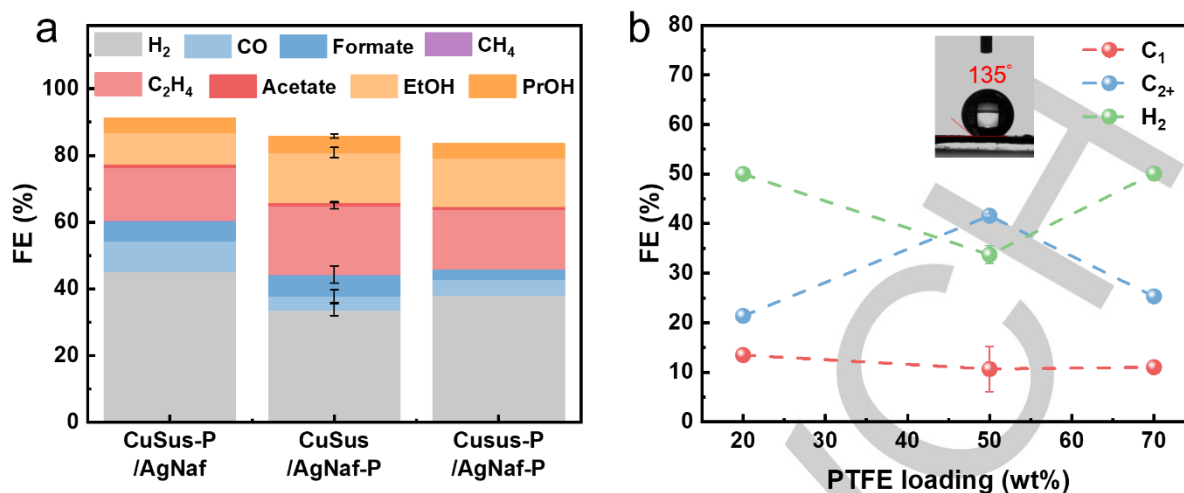 a
H₂ CO Formate CH₄
C₂H₄ Acetate EtOH PrOH
FE (%)
100
80
60
40
20
0
CuSus-P
/AgNaf
CuSus
/AgNaf-P
Cusus-P
/AgNaf-P
b
135°
C₁
C₂₊
H₂
FE (%)
80
70
60
50
40
30
20
10
0
20 30 40 50 60 70
PTFE loading (wt%)